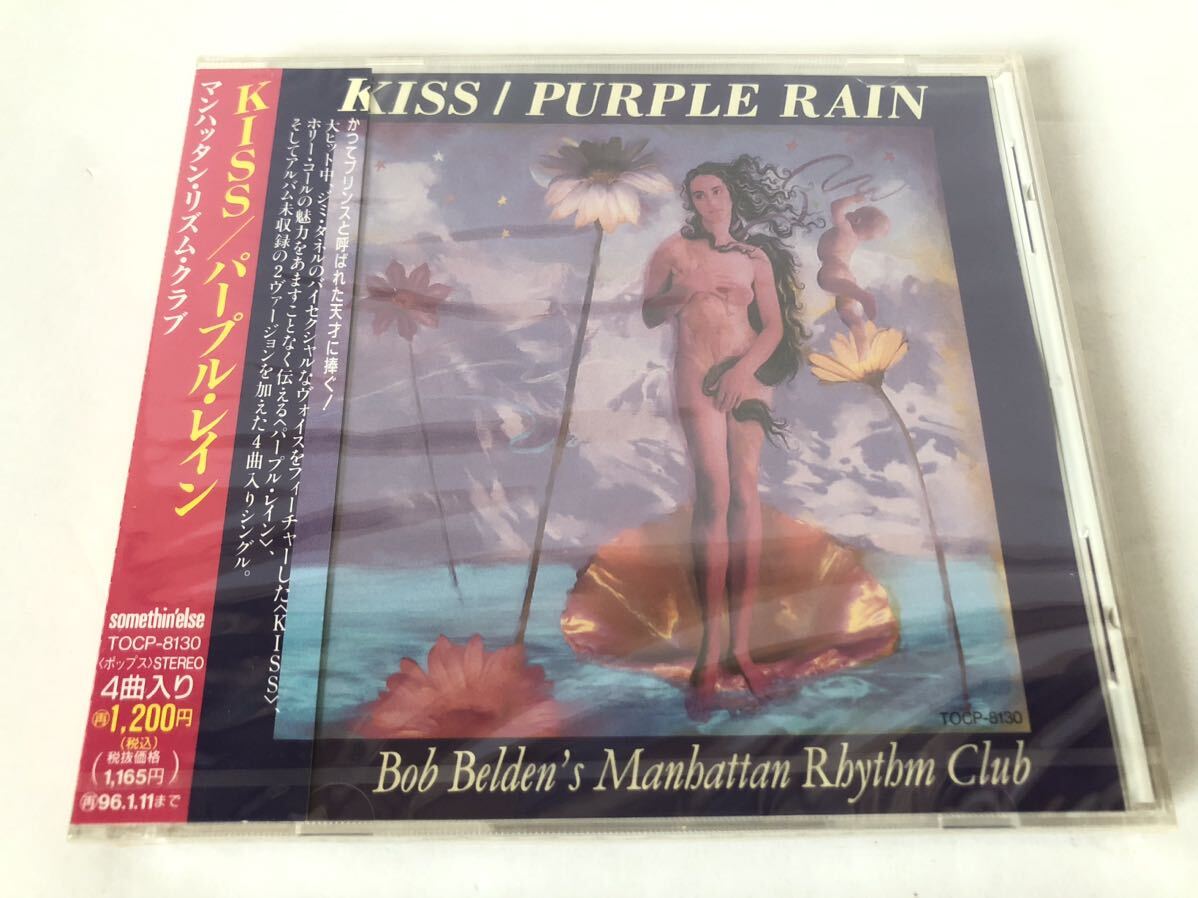 KISS / PURPLE RAIN
KISS/パープル・レイン
マンハッタン・リズム・クラブ
かつてプリンスと呼ばれた天才に捧ぐ!
大ヒット中、ジミ・タネルのバイセクシャルなヴォイスをフィーチャーした〈KISS〉、
ホリー・コールの魅力をあますことなく伝える〈パープル・レイン〉、
そしてアルバム未収録の2ヴァージョンを加えた4曲入りシングル。
somethin'else
TOCP-8130
〈ポップス〉STEREO
4曲入り
再1,200円
(税込)
(税抜価格
1,165円)
再96.1.11まで
TOCP-8130
Bob Belden's Manhattan Rhythm Club